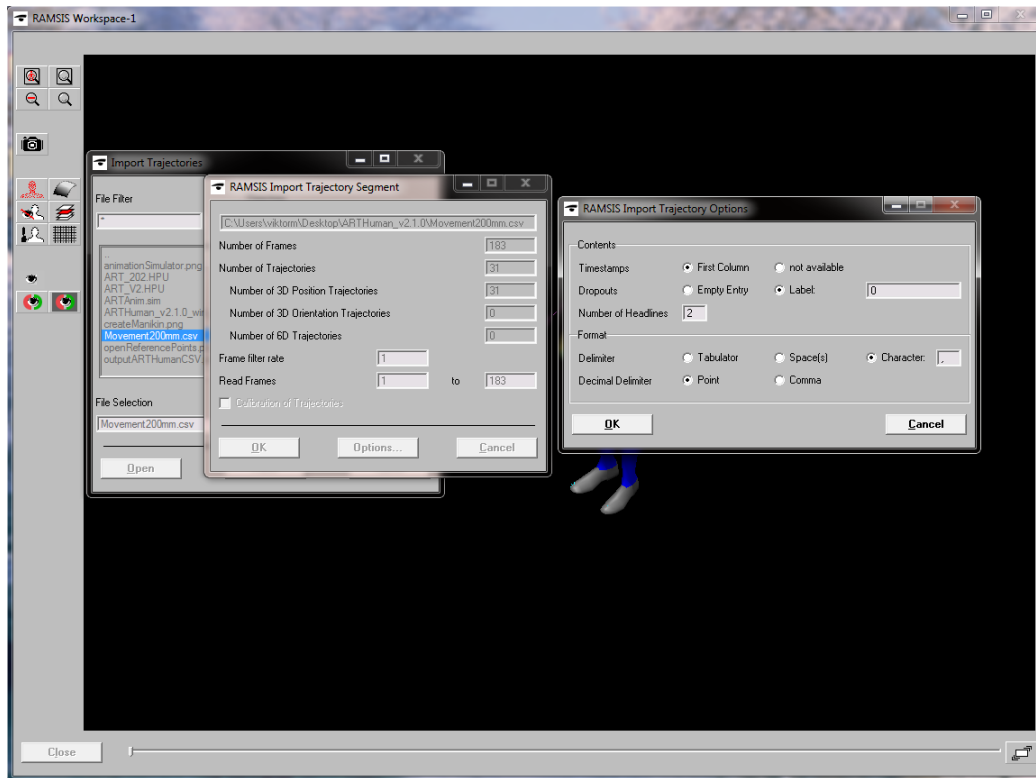 RAMSIS Workspace-1
Import Trajectories
File Filter
*
..
animationSimulator.png
ART_202.HPU
ART_V2.HPU
ARTAnim.sim
ARTHuman_v2.1.0_wi
createManikin.png
Movement200mm.csv
openReferencePoints.p
outputARTHumanCSV.
File Selection
Movement200mm.csv
Open
RAMSIS Import Trajectory Segment
C:\Users\viktorn\Desktop\ARTHuman_v2.1.0\Movement200mm.csv
Number of Frames 183
Number of Trajectories 31
Number of 3D Position Trajectories 31
Number of 3D Orientation Trajectories 0
Number of 6D Trajectories 0
Frame filter rate 1
Read Frames 1 to 183
Calibration of Trajectories
OK Options... Cancel
RAMSIS Import Trajectory Options
Contents
Timestamps First Column not available
Dropouts Empty Entry Label: 0
Number of Headlines 2
Format
Delimiter Tabulator Space(s) Character: ,
Decimal Delimiter Point Comma
OK Cancel
Close